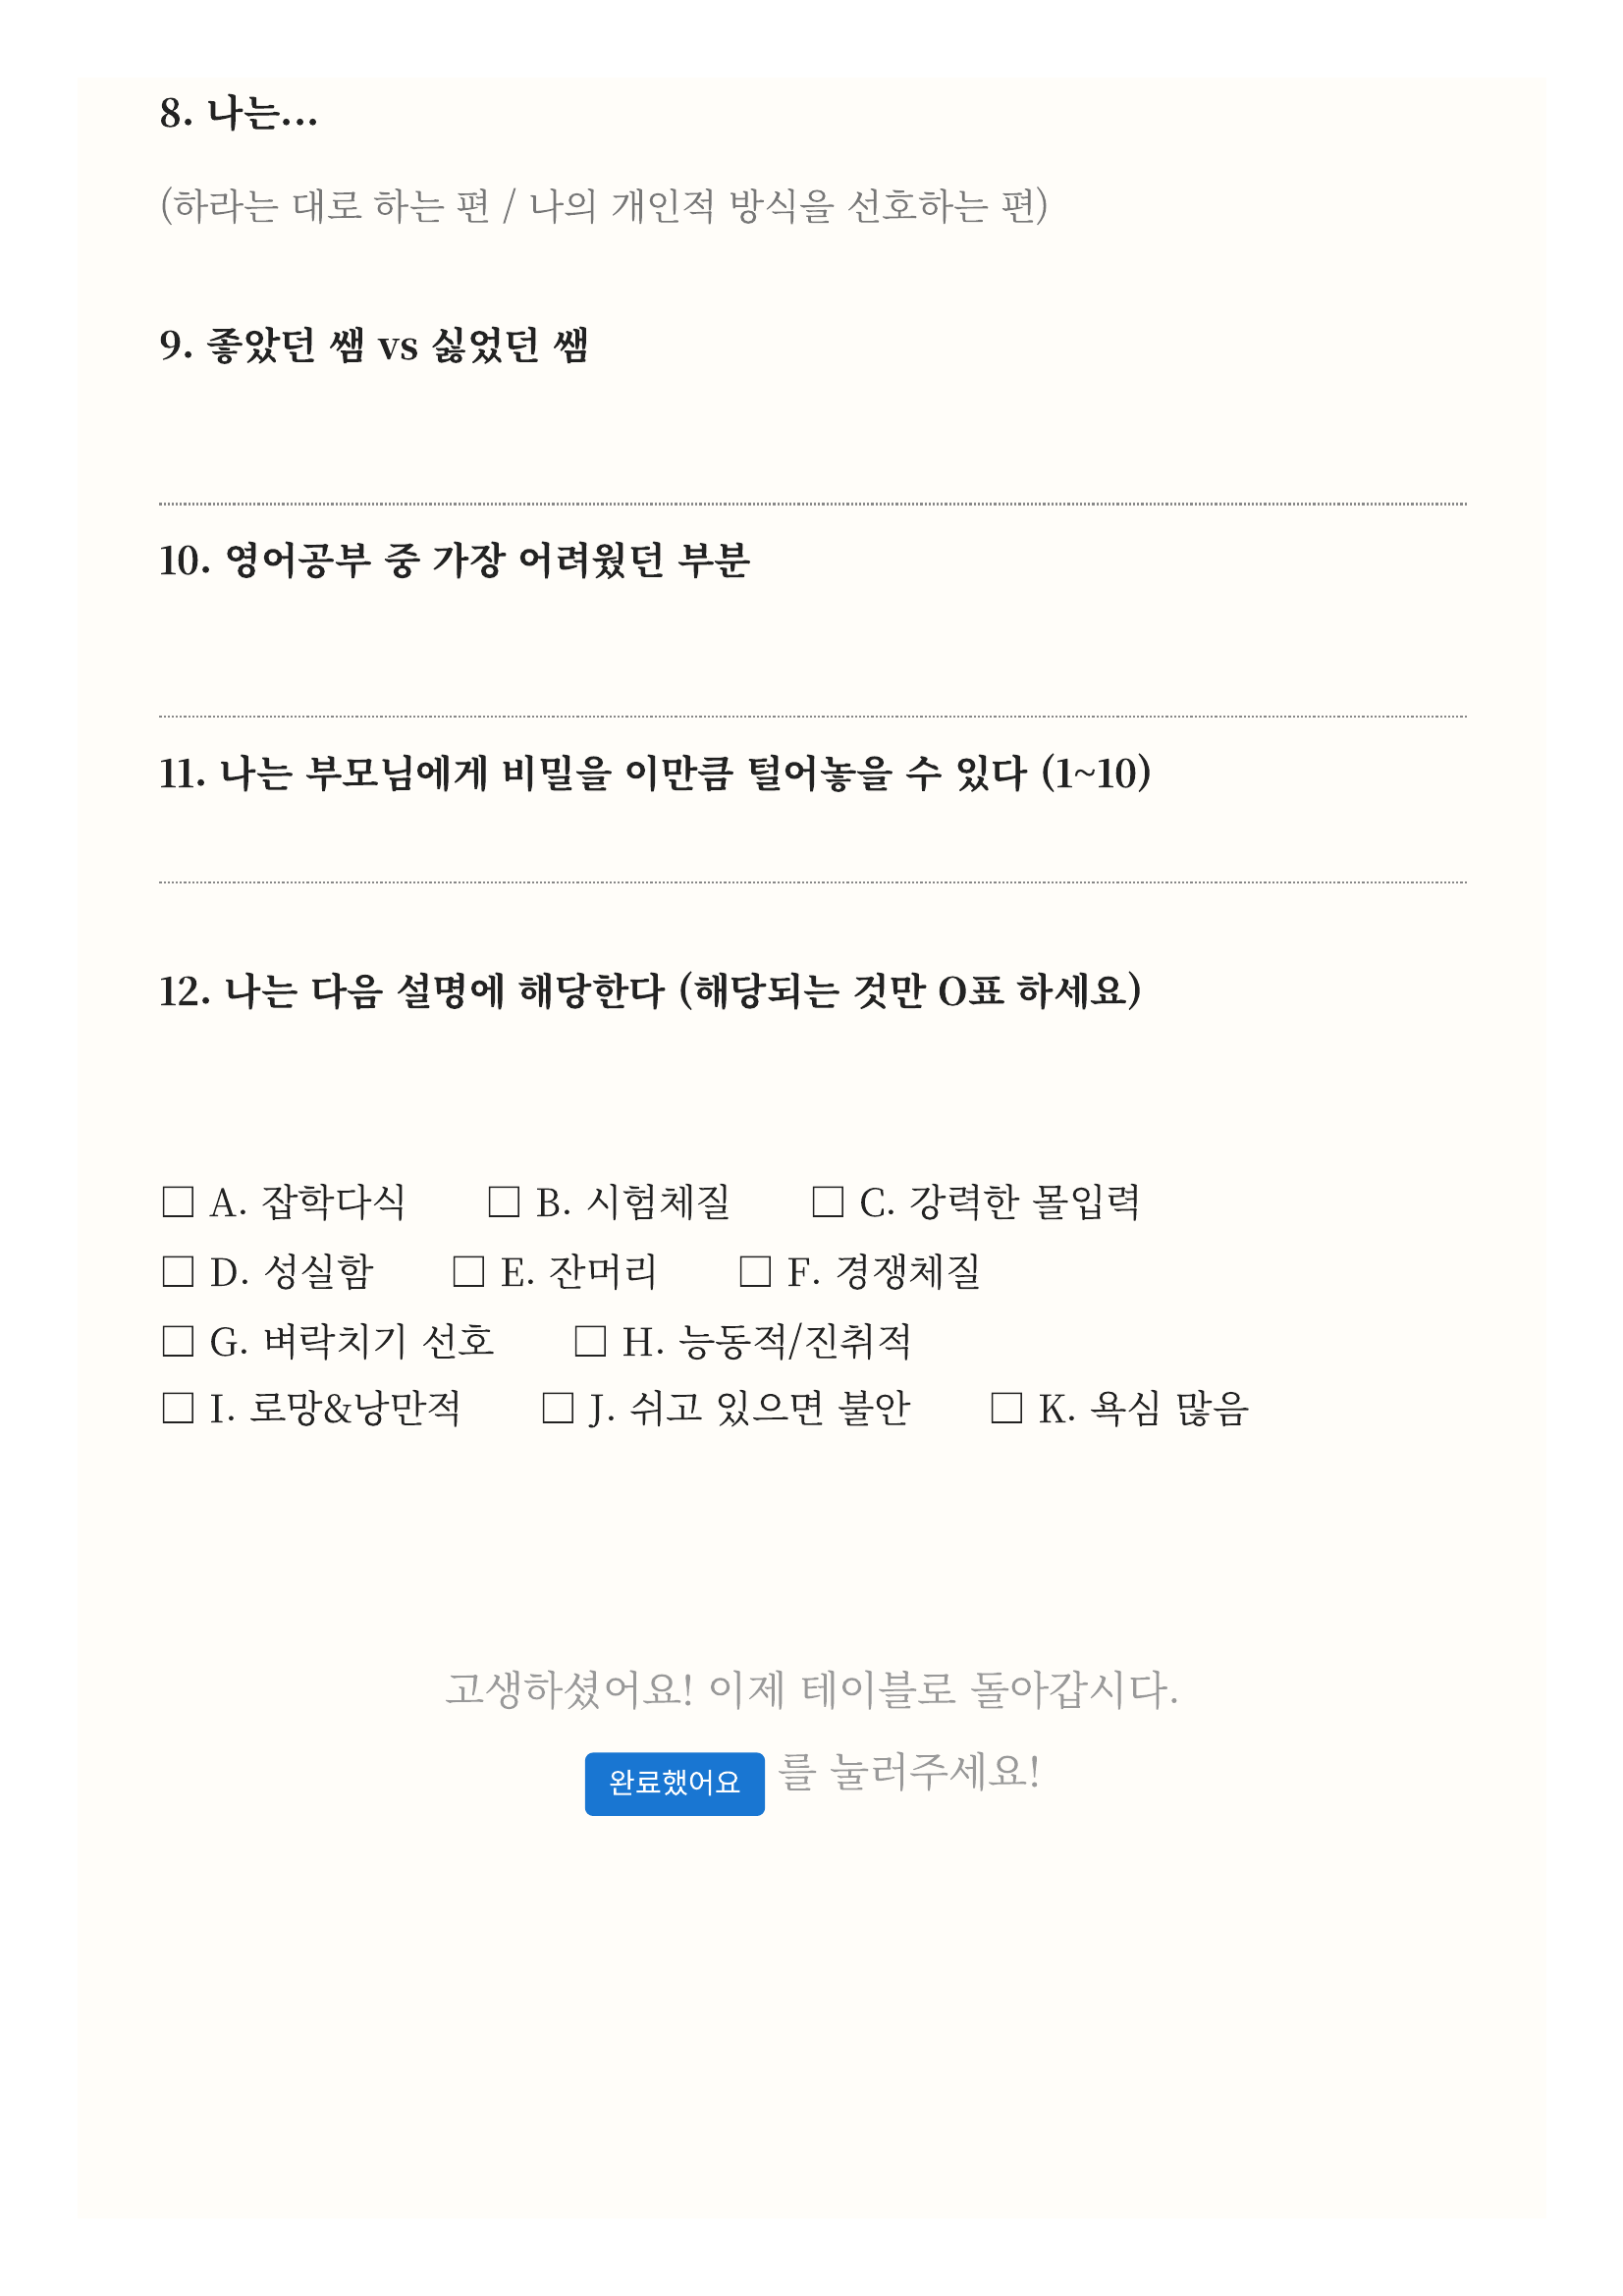 8. 나는...
(하라는 대로 하는 편 / 나의 개인적 방식을 선호하는 편)
9. 좋았던 쌤 vs 싫었던 쌤
10. 영어공부 중 가장 어려웠던 부분
11. 나는 부모님에게 비밀을 이만큼 털어놓을 수 있다 (1~10)
12. 나는 다음 설명에 해당한다 (해당되는 것만 O표 하세요)
□ A. 잡학다식 □ B. 시험체질 □ C. 강력한 몰입력
□ D. 성실함 □ E. 잔머리 □ F. 경쟁체질
□ G. 벼락치기 선호 □ H. 능동적/진취적
□ I. 로망&낭만적 □ J. 쉬고 있으면 불안 □ K. 욕심 많음
고생하셨어요! 이제 테이블로 돌아갑시다.
완료했어요 를 눌러주세요!